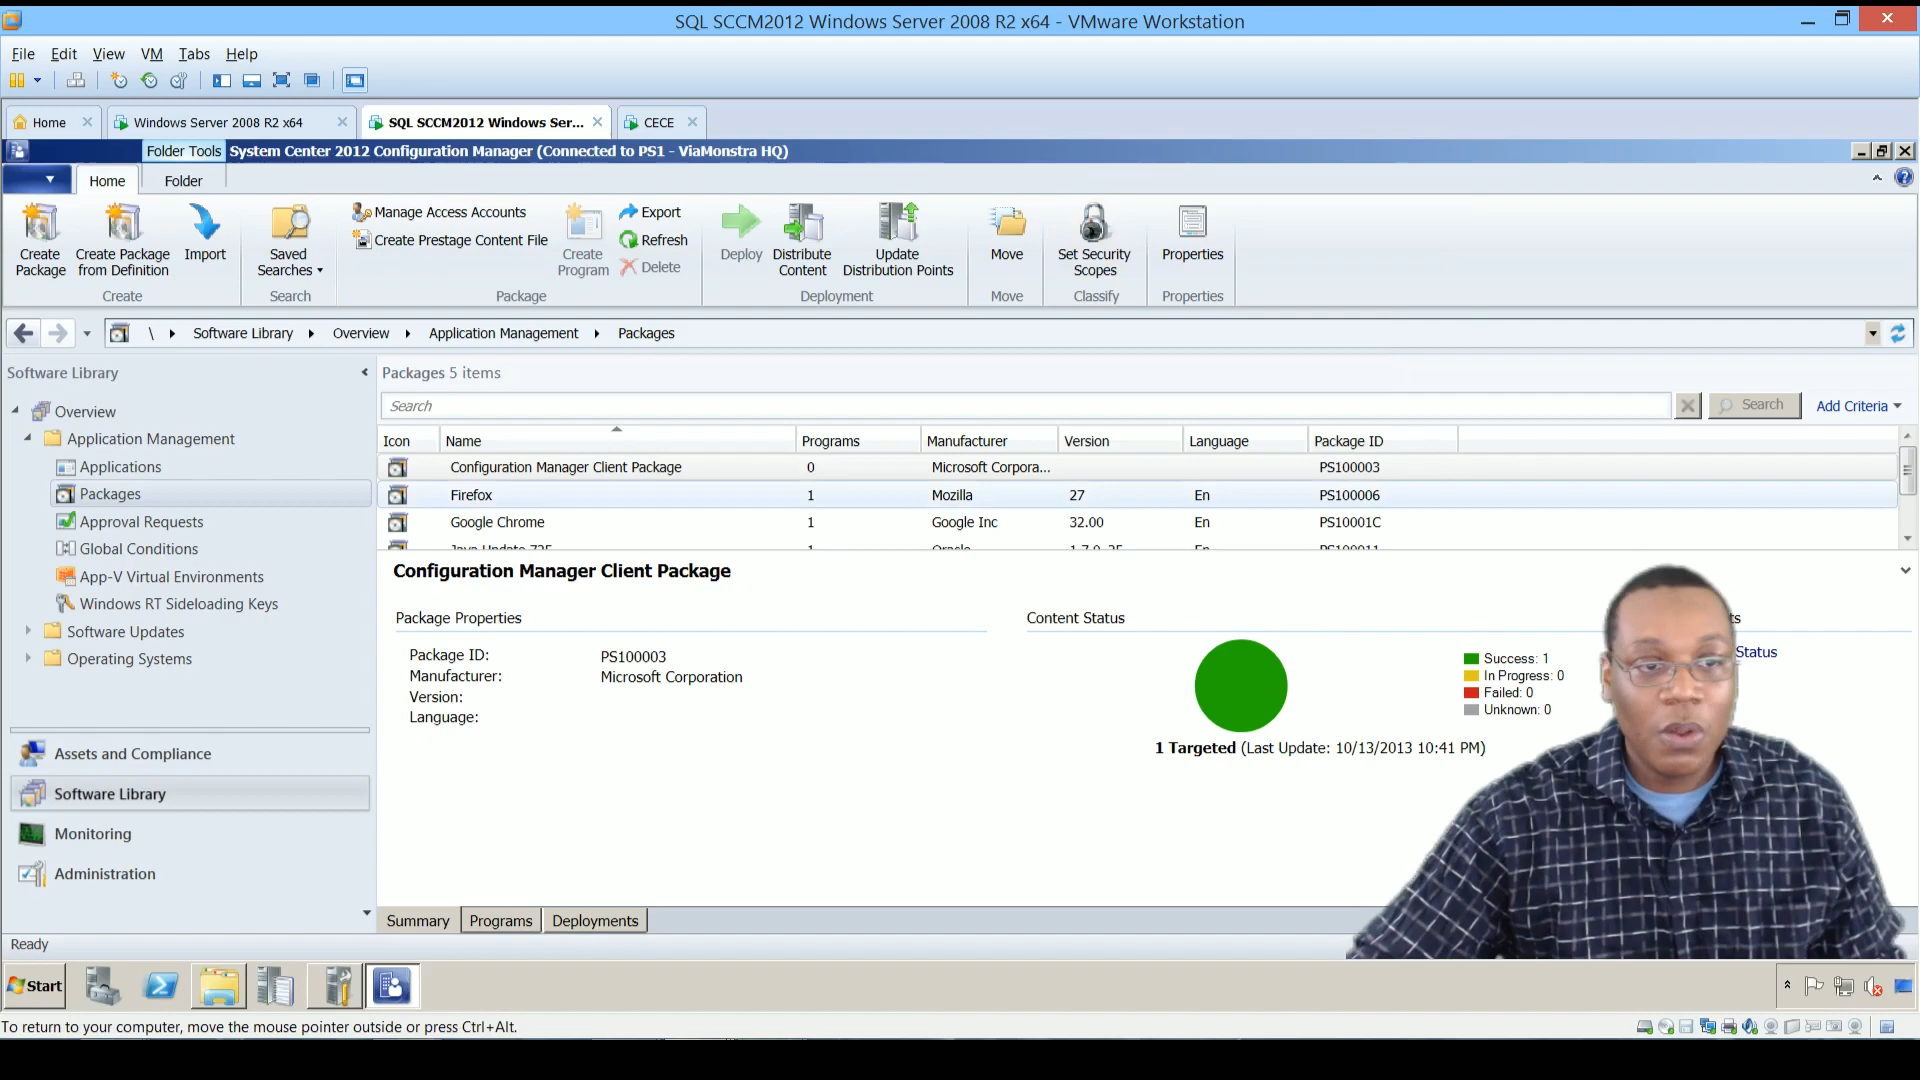 SQL SCCM2012 Windows Server 2008 R2 x64 - VMware Workstation
File Edit View VM Tabs Help
Home Windows Server 2008 R2 x64 SQL SCCM2012 Windows Ser... CECE
Folder Tools System Center 2012 Configuration Manager (Connected to PS1 - ViaMonstra HQ)
Home Folder
Create Package
Create Package from Definition
Import
Create
Saved Searches
Search
Manage Access Accounts
Create Prestage Content File
Create Program
Export
Refresh
Delete
Package
Deploy
Distribute Content
Update Distribution Points
Deployment
Move
Move
Set Security Scopes
Classify
Properties
Properties
\ Software Library Overview Application Management Packages
Software Library
Overview
Application Management
Applications
Packages
Approval Requests
Global Conditions
App-V Virtual Environments
Windows RT Sideloading Keys
Software Updates
Operating Systems
Assets and Compliance
Software Library
Monitoring
Administration
Packages 5 items
Search Search Add Criteria
Icon Name Programs Manufacturer Version Language Package ID
Configuration Manager Client Package 0 Microsoft Corpora... PS100003
Firefox 1 Mozilla 27 En PS100006
Google Chrome 1 Google Inc 32.00 En PS10001C
Configuration Manager Client Package
Package Properties
Package ID: PS100003
Manufacturer: Microsoft Corporation
Version:
Language:
Content Status
Success: 1
In Progress: 0
Failed: 0
Unknown: 0
1 Targeted (Last Update: 10/13/2013 10:41 PM)
Status
Summary Programs Deployments
Ready
Start
To return to your computer, move the mouse pointer outside or press Ctrl+Alt.